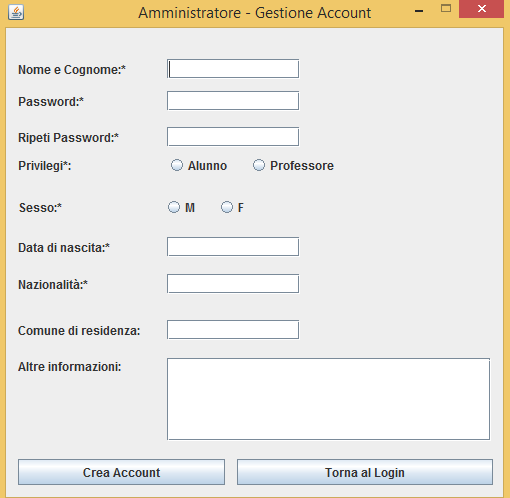 Amministratore - Gestione Account
Nome e Cognome:*
Password:*
Ripeti Password:*
Privilegi*: Alunno Professore
Sesso:* M F
Data di nascita:*
Nazionalità:*
Comune di residenza:
Altre informazioni:
Crea Account Torna al Login